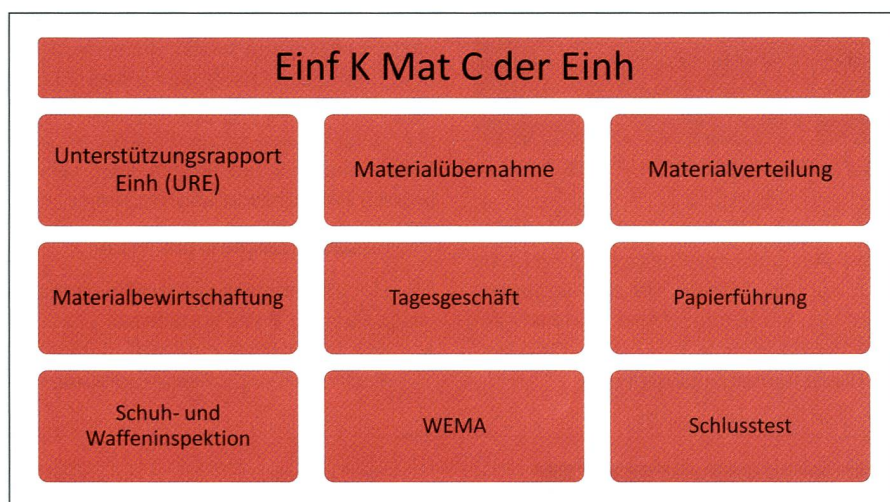 Einf K Mat C der Einh
Unterstützungsrapport
Einh (URE)
Materialübernahme
Materialverteilung
Materialbewirtschaftung
Tagesgeschäft
Papierführung
Schuh- und
Waffeninspektion
WEMA
Schlusstest